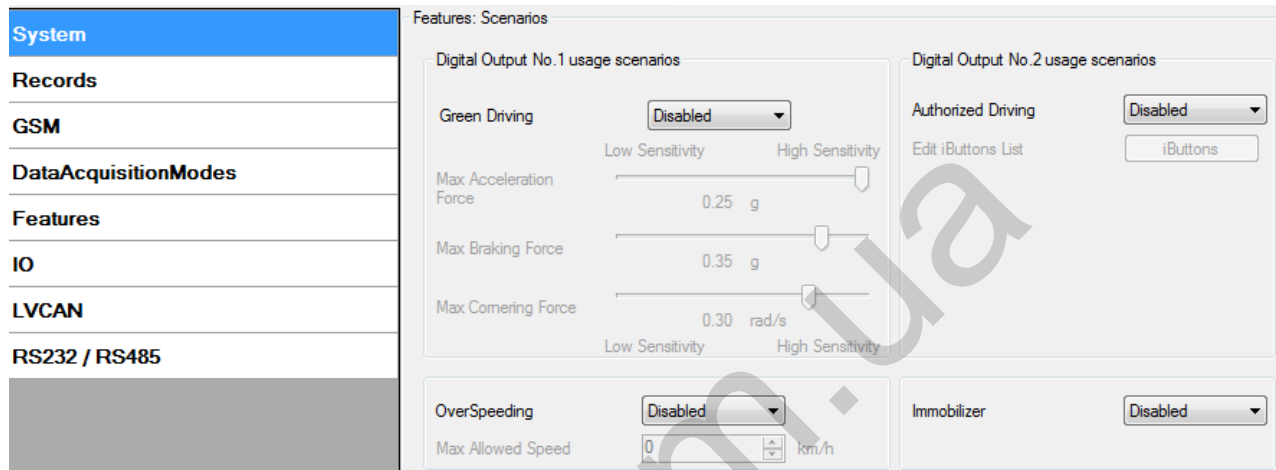 System
Records
GSM
DataAcquisitionModes
Features
IO
LVCAN
RS232 / RS485
Features: Scenarios
Digital Output No.1 usage scenarios
Green Driving Disabled
Low Sensitivity High Sensitivity
Max Acceleration
Force
0.25 g
Max Braking Force
0.35 g
Max Cornering Force
0.30 rad/s
Low Sensitivity High Sensitivity
OverSpeeding Disabled
Max Allowed Speed 0 km/h
Digital Output No.2 usage scenarios
Authorized Driving Disabled
Edit iButtons List iButtons
Immobilizer Disabled
m.ua